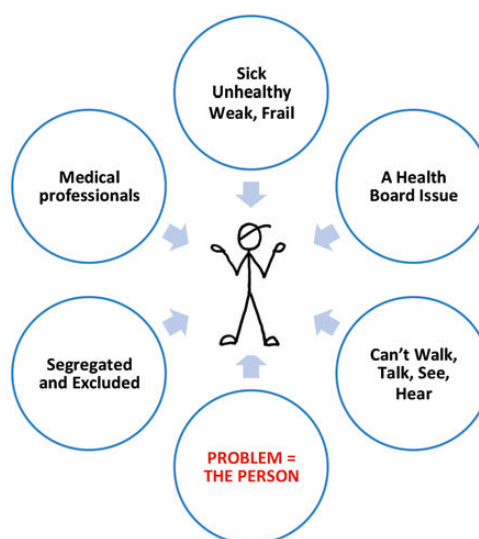 Sick
Unhealthy
Weak, Frail
Medical
professionals
A Health
Board Issue
Segregated
and Excluded
Can’t Walk,
Talk, See,
Hear
PROBLEM =
THE PERSON